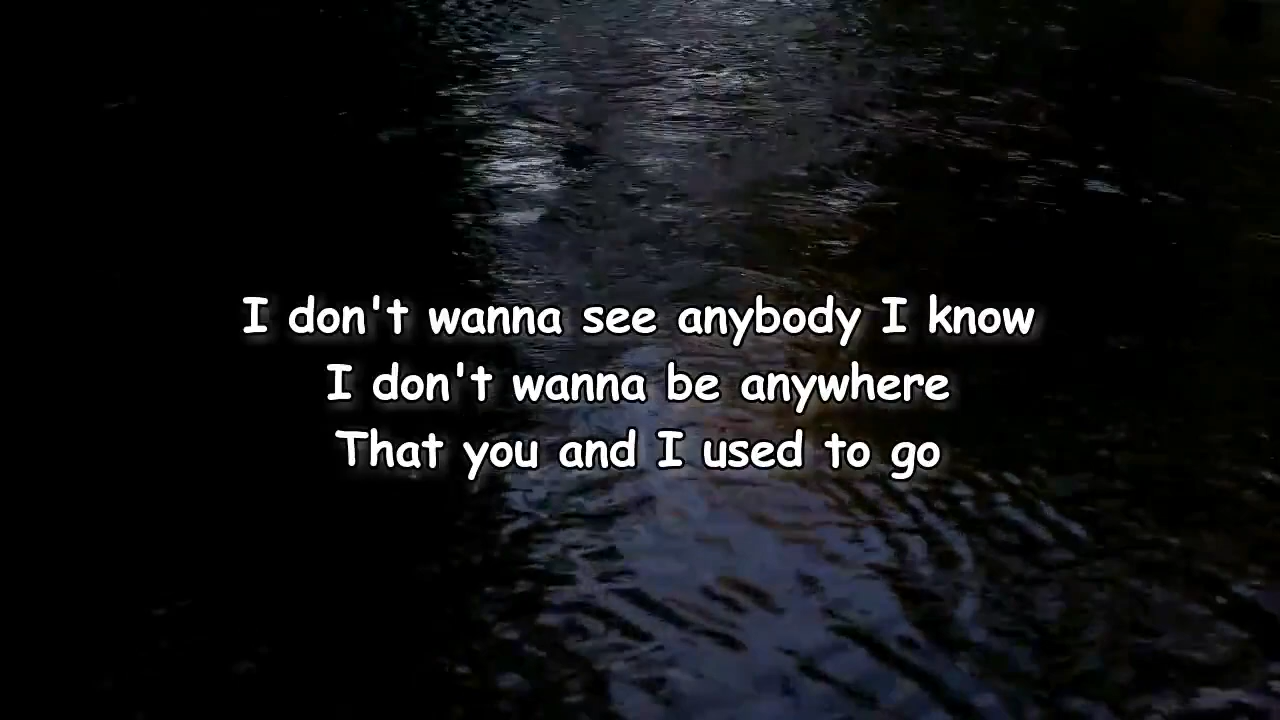 I don't wanna see anybody I know
I don't wanna be anywhere
That you and I used to go